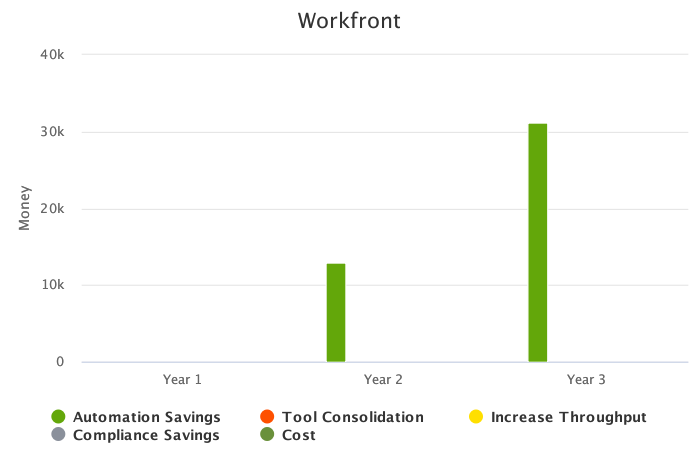 Workfront
40k
30k
20k
10k
0
Money
Year 1 Year 2 Year 3
Automation Savings Tool Consolidation Increase Throughput
Compliance Savings Cost